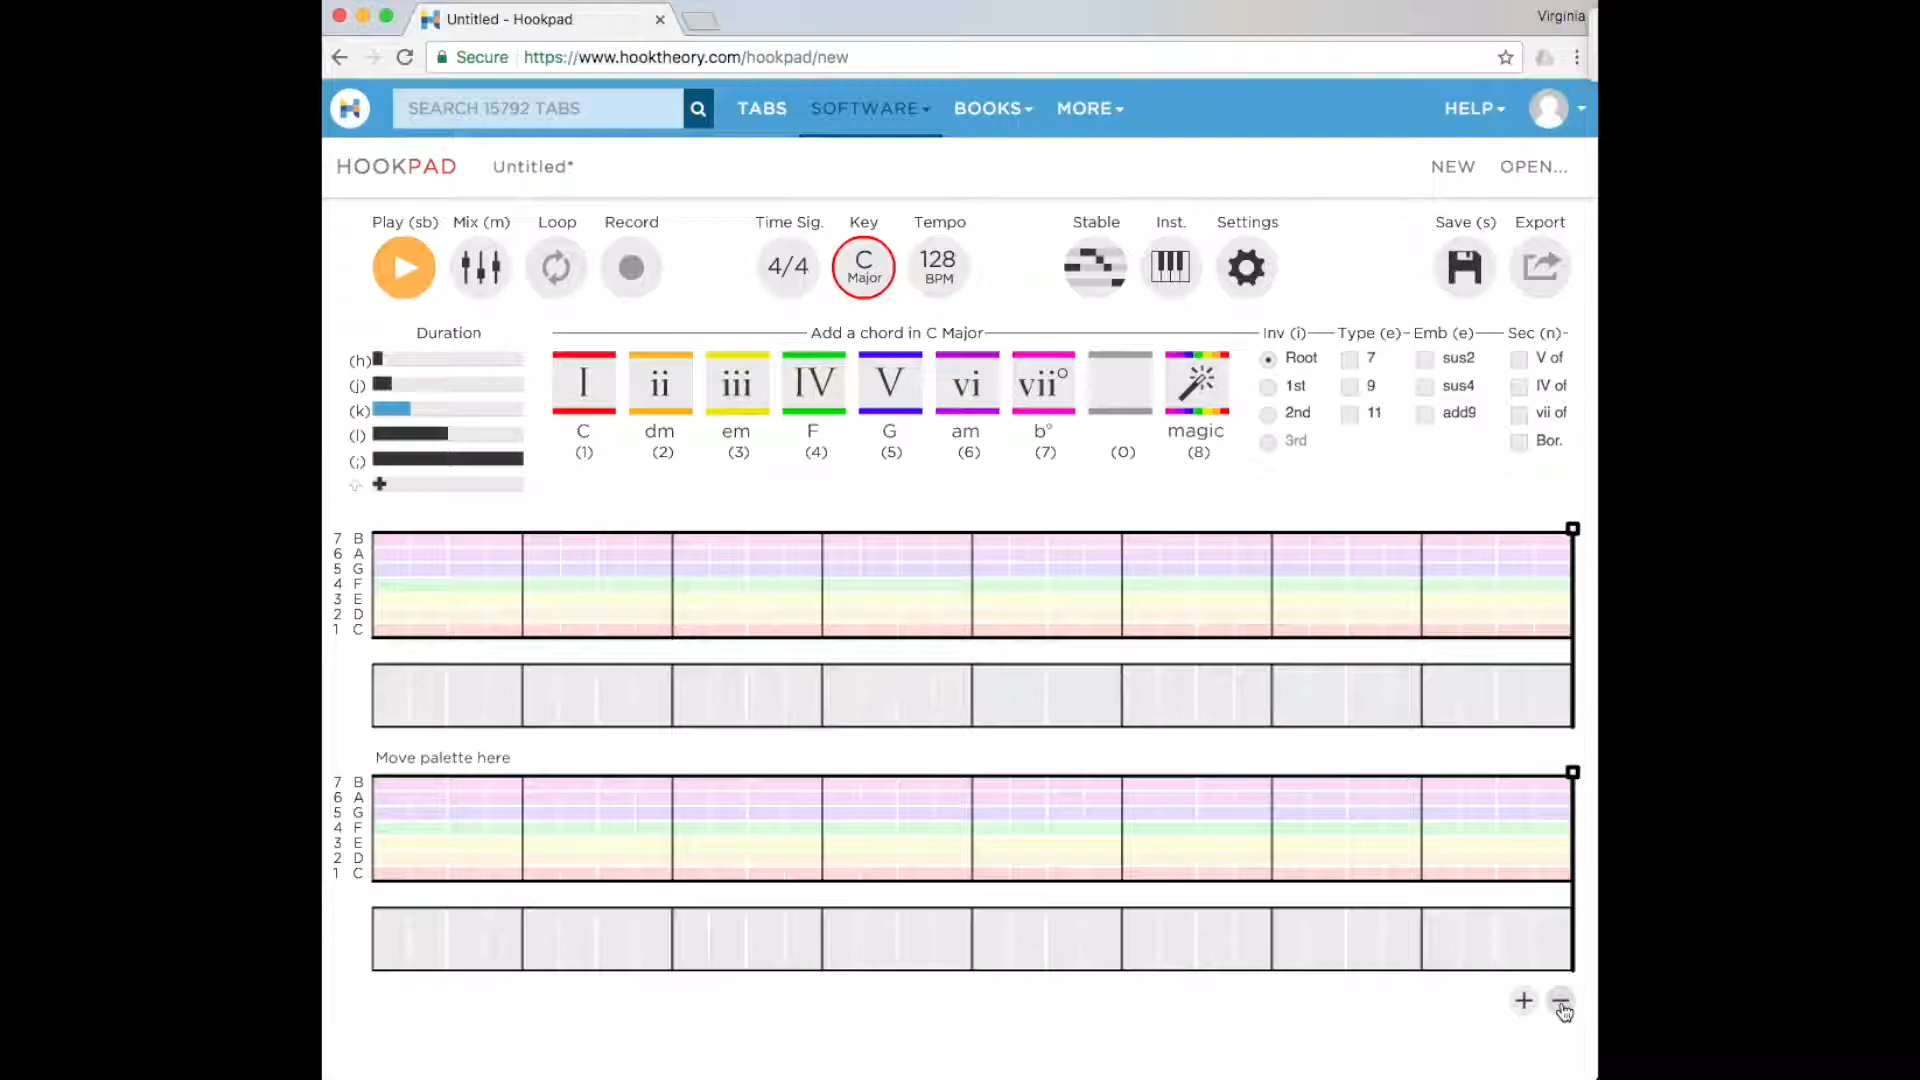 Untitled - Hookpad
Virginia
Secure https://www.hooktheory.com/hookpad/new
SEARCH 15792 TABS TABS SOFTWARE BOOKS MORE HELP
HOOKPAD Untitled* NEW OPEN...
Play (sb) Mix (m) Loop Record Time Sig. Key Tempo Stable Inst. Settings Save (s) Export
4/4 C Major 128 BPM
Duration Add a chord in C Major Inv (i) Type (e) Emb (e) Sec (n)
(h) Root 7 sus2 V of
(j) I ii iii IV V vi vii° 1st 9 sus4 IV of
(k) 2nd 11 add9 vii of
(l) C dm em F G am b° magic 3rd Bor.
(;) (1) (2) (3) (4) (5) (6) (7) (0) (8)
7 B
6 A
5 G
4 F
3 E
2 D
1 C
Move palette here
7 B
6 A
5 G
4 F
3 E
2 D
1 C